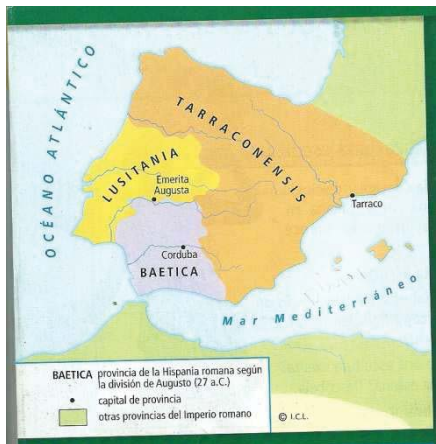 OCÉANO ATLÁNTICO
TARRACONENSIS
LUSITANIA
Emerita
Augusta
Tarraco
Corduba
BAETICA
Mar Mediterráneo
BAETICA provincia de la Hispania romana según
la división de Augusto (27 a.C.)
capital de provincia
otras provincias del Imperio romano
© I.C.L.